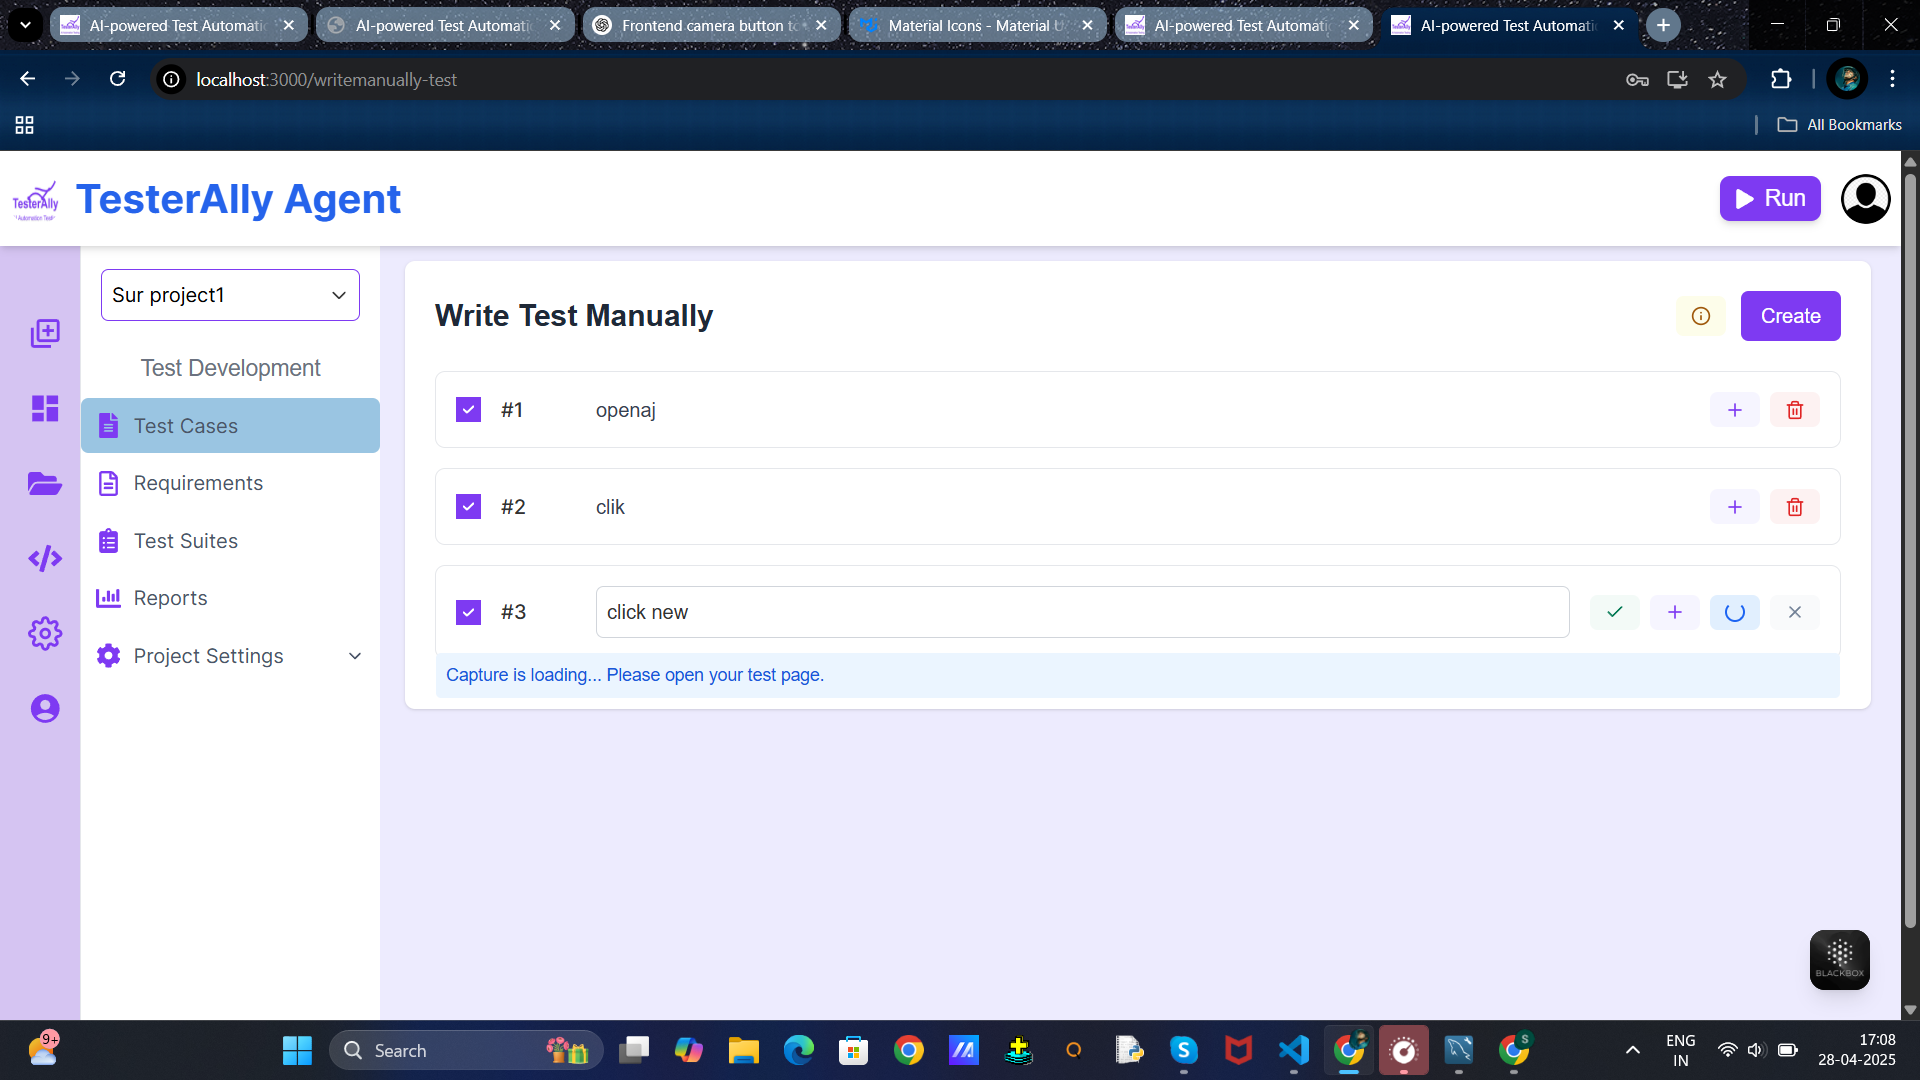 AI-powered Test Automati
AI-powered Test Automati
Frontend camera button to
Material Icons - Material U
AI-powered Test Automati
AI-powered Test Automati
localhost:3000/writemanually-test
All Bookmarks
TesterAlly
TesterAlly Agent
Run
Sur project1
Test Development
Test Cases
Requirements
Test Suites
Reports
Project Settings
Write Test Manually
Create
#1 openaj
#2 clik
#3 click new
Capture is loading... Please open your test page.
BLACKBOX
9+
Search
S
ENG
IN
17:08
28-04-2025